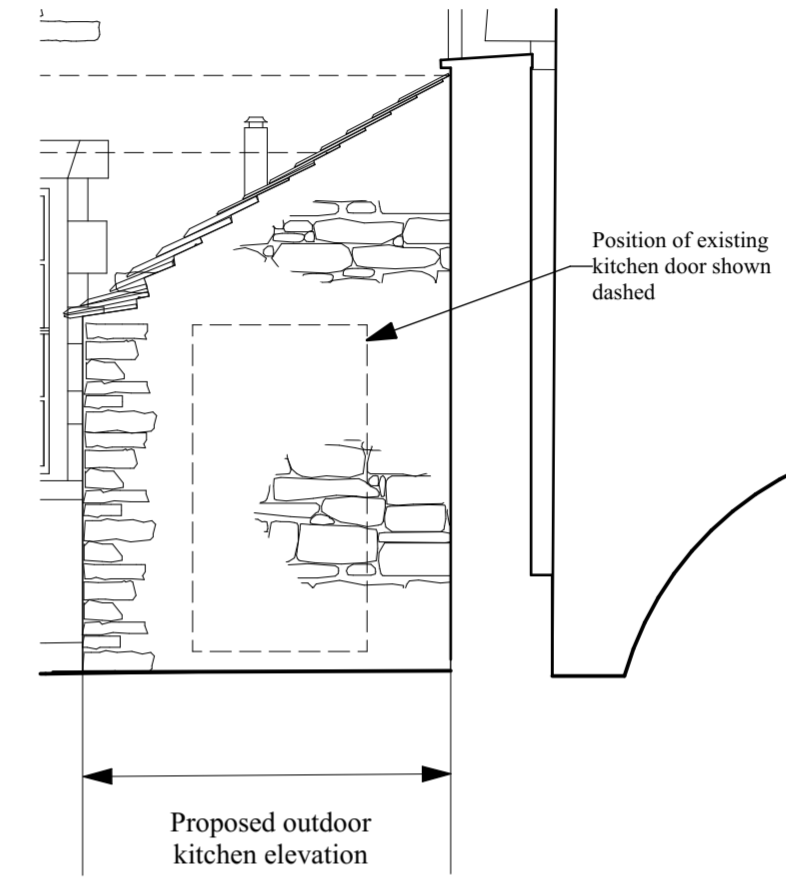 Position of existing
kitchen door shown
dashed
Proposed outdoor
kitchen elevation